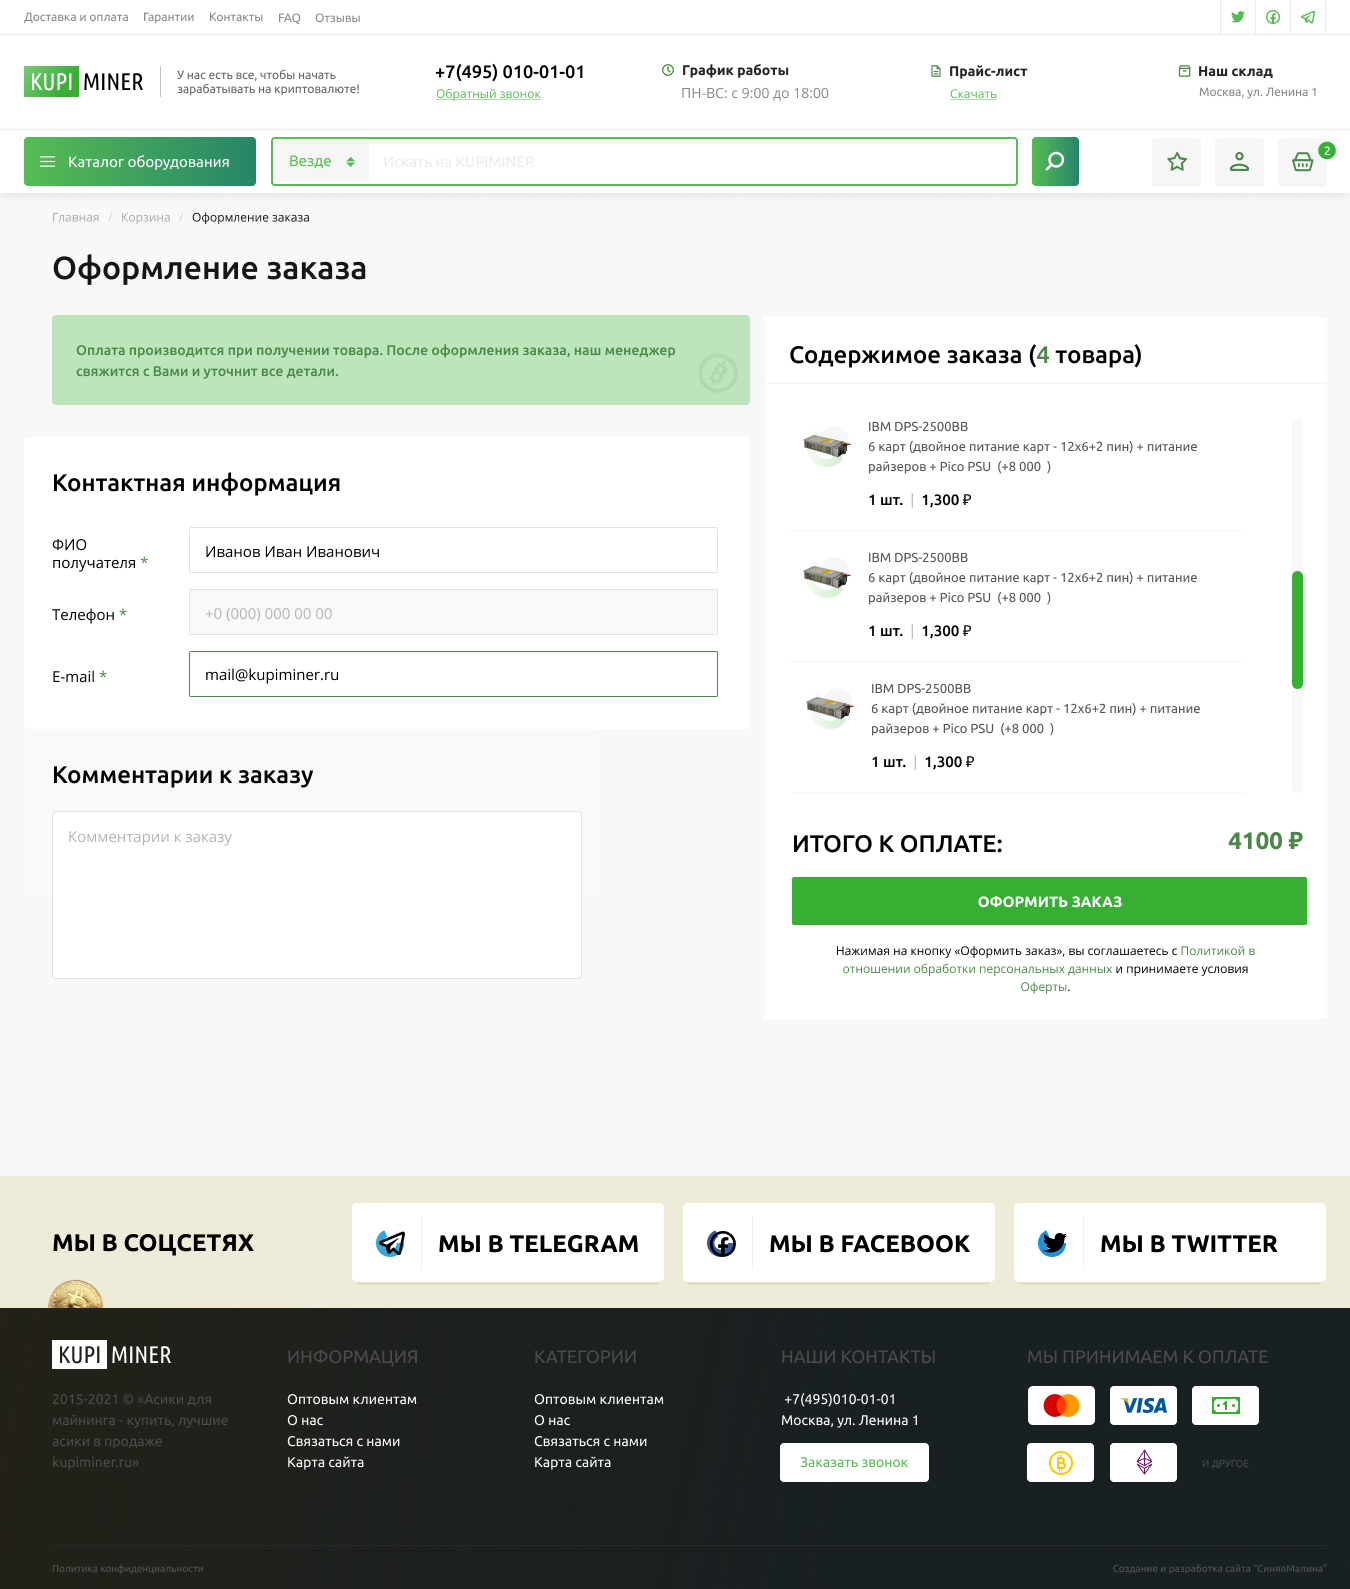 Доставка и оплата Гарантии Контакты FAQ Отзывы
KUPI MINER
У нас есть все, чтобы начать
зарабатывать на криптовалюте!
+7(495) 010-01-01
Обратный звонок
График работы
ПН-ВС: с 9:00 до 18:00
Прайс-лист
Скачать
Наш склад
Москва, ул. Ленина 1
Каталог оборудования
Везде
Искать на KUPIMINER
2
Главная / Корзина / Оформление заказа
Оформление заказа
Оплата производится при получении товара. После оформления заказа, наш менеджер
свяжится с Вами и уточнит все детали.
Контактная информация
ФИО
получателя *
Иванов Иван Иванович
Телефон *
+0 (000) 000 00 00
E-mail *
mail@kupiminer.ru
Комментарии к заказу
Комментарии к заказу
Содержимое заказа (4 товара)
IBM DPS-2500BB
6 карт (двойное питание карт - 12х6+2 пин) + питание
райзеров + Pico PSU (+8 000 )
1 шт. | 1,300 ₽
IBM DPS-2500BB
6 карт (двойное питание карт - 12х6+2 пин) + питание
райзеров + Pico PSU (+8 000 )
1 шт. | 1,300 ₽
IBM DPS-2500BB
6 карт (двойное питание карт - 12х6+2 пин) + питание
райзеров + Pico PSU (+8 000 )
1 шт. | 1,300 ₽
ИТОГО К ОПЛАТЕ:
4100 ₽
ОФОРМИТЬ ЗАКАЗ
Нажимая на кнопку «Оформить заказ», вы соглашаетесь с Политикой в
отношении обработки персональных данных и принимаете условия
Оферты.
МЫ В СОЦСЕТЯХ
МЫ В TELEGRAM
МЫ В FACEBOOK
МЫ В TWITTER
KUPI MINER
2015-2021 © «Асики для
майнинга - купить, лучшие
асики в продаже
kupiminer.ru»
ИНФОРМАЦИЯ
Оптовым клиентам
О нас
Связаться с нами
Карта сайта
КАТЕГОРИИ
Оптовым клиентам
О нас
Связаться с нами
Карта сайта
НАШИ КОНТАКТЫ
+7(495)010-01-01
Москва, ул. Ленина 1
Заказать звонок
МЫ ПРИНИМАЕМ К ОПЛАТЕ
VISA
1
И ДРУГОЕ
Политика конфиденциальности
Создание и разработка сайта "СиняяМалина"